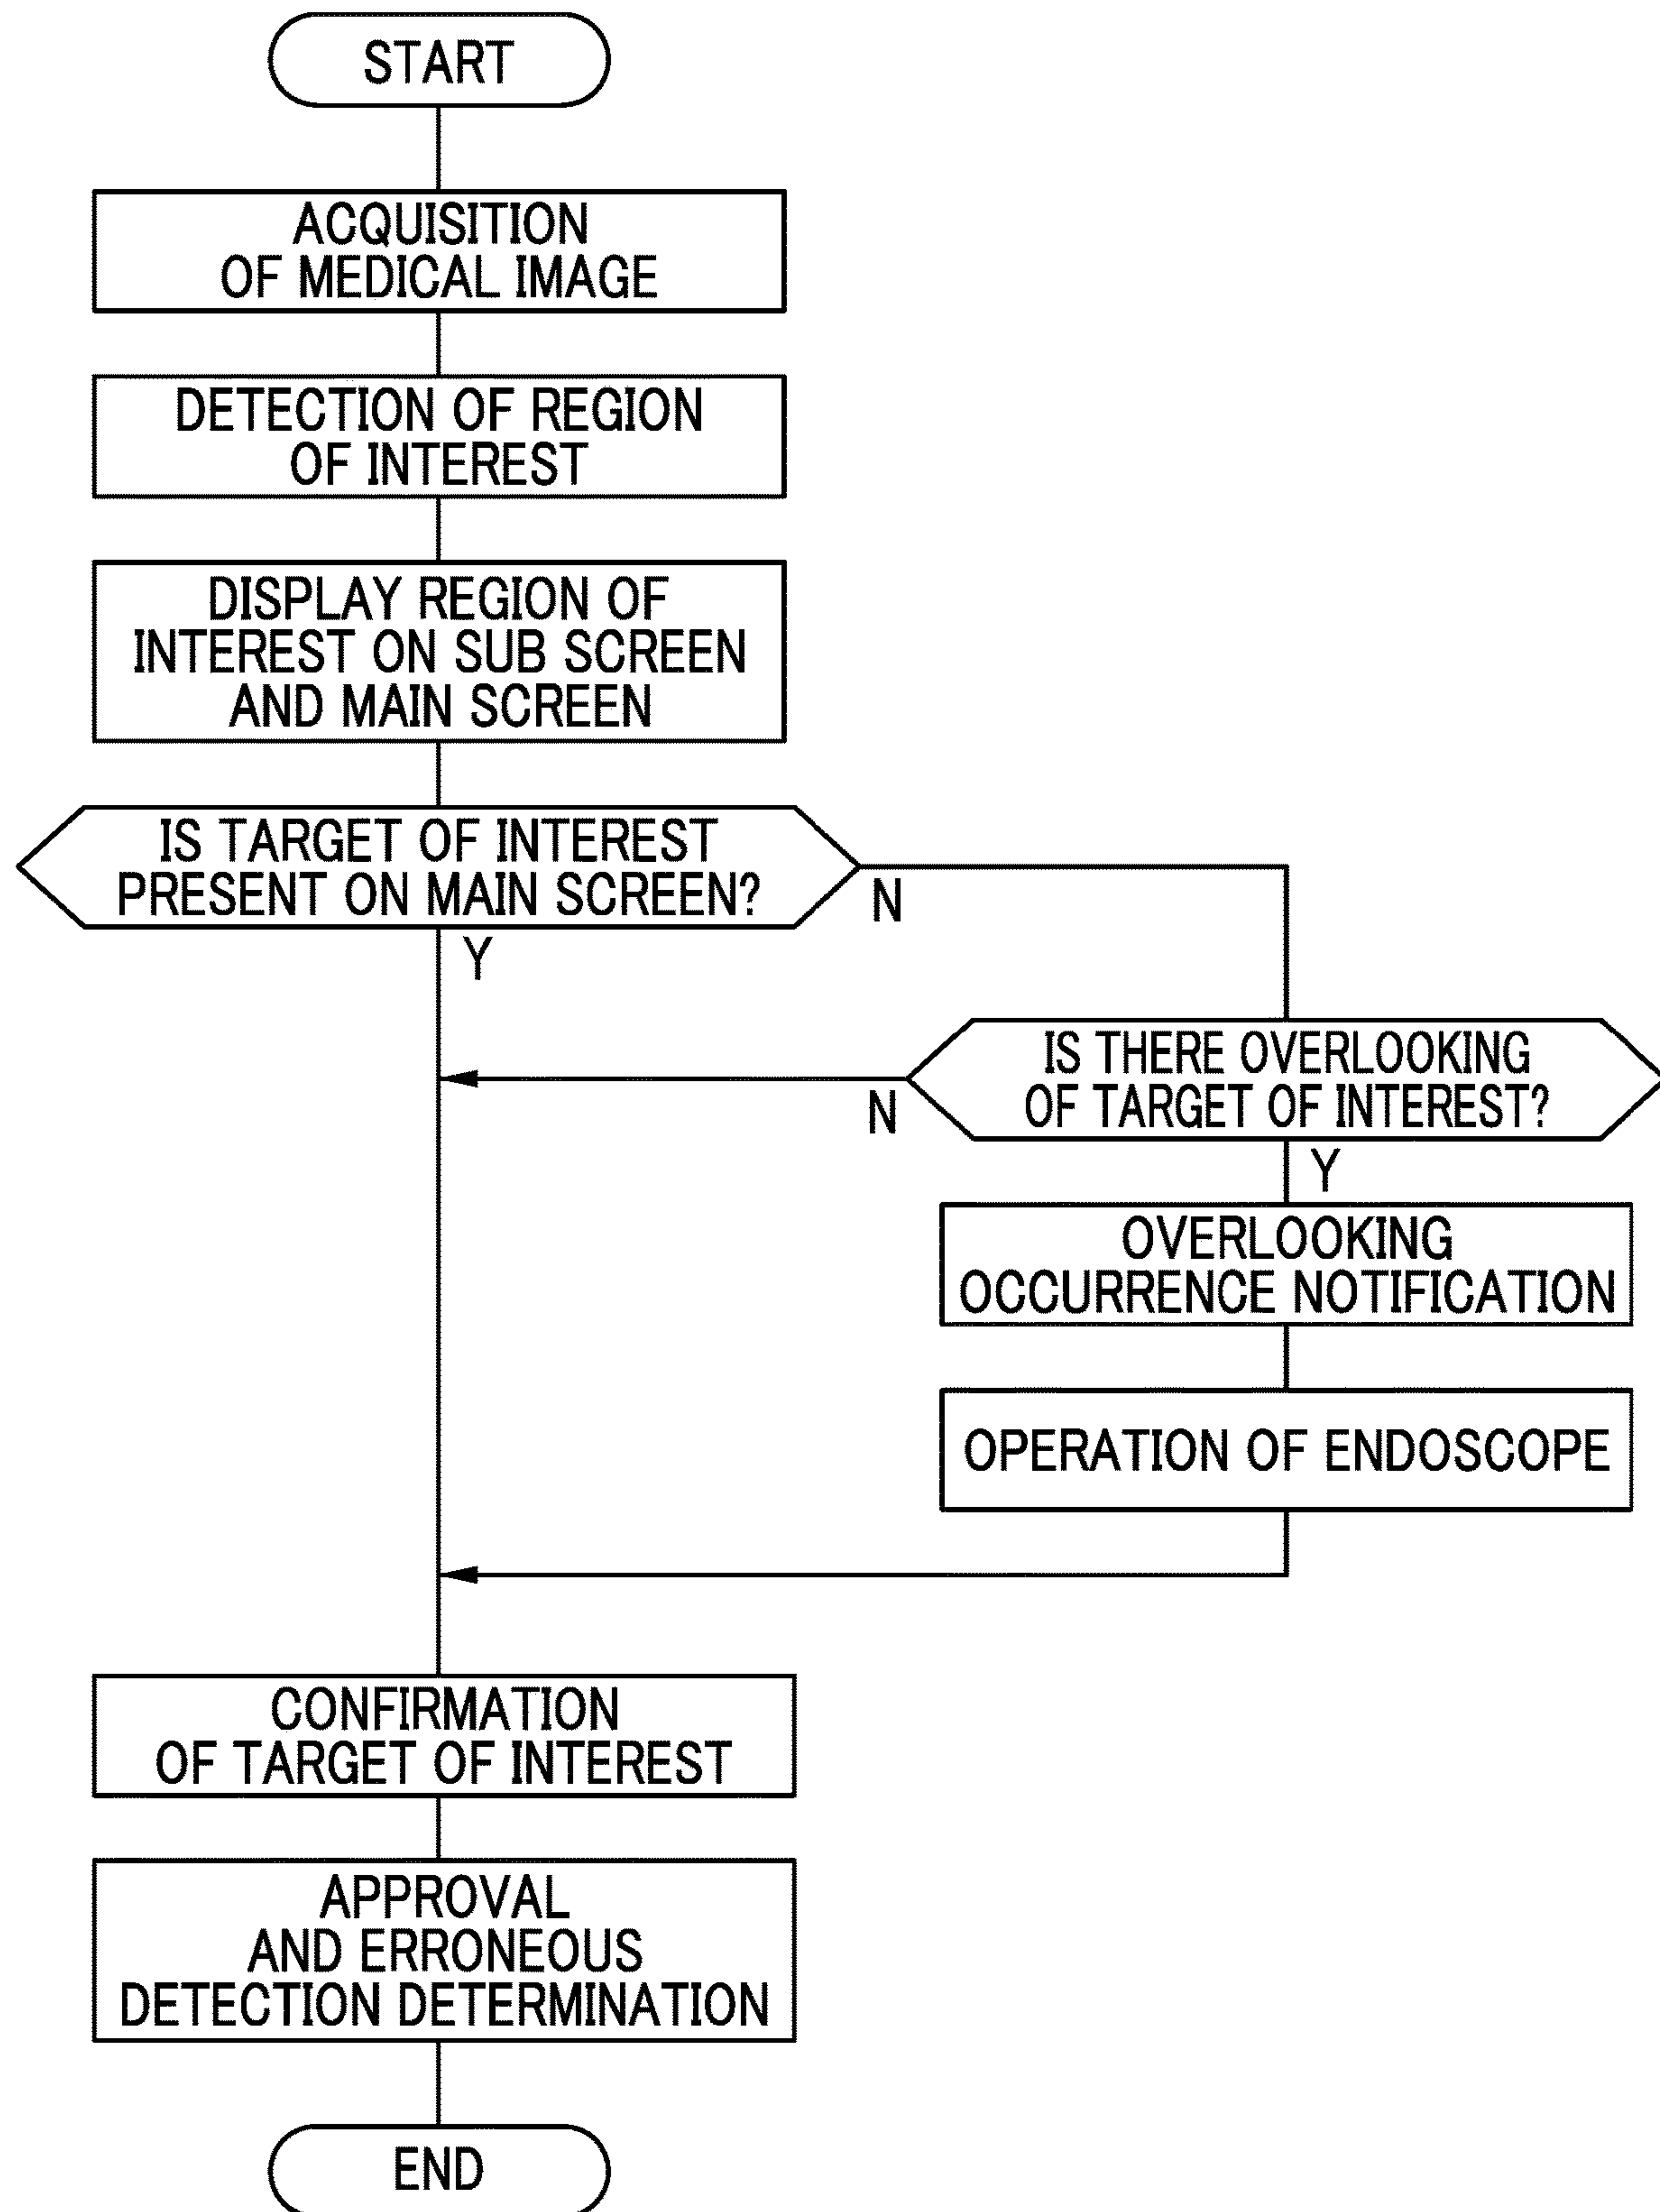 START
ACQUISITION
OF MEDICAL IMAGE
DETECTION OF REGION
OF INTEREST
DISPLAY REGION OF
INTEREST ON SUB SCREEN
AND MAIN SCREEN
IS TARGET OF INTEREST
PRESENT ON MAIN SCREEN?
N
Y
IS THERE OVERLOOKING
OF TARGET OF INTEREST?
N
Y
OVERLOOKING
OCCURRENCE NOTIFICATION
OPERATION OF ENDOSCOPE
CONFIRMATION
OF TARGET OF INTEREST
APPROVAL
AND ERRONEOUS
DETECTION DETERMINATION
END